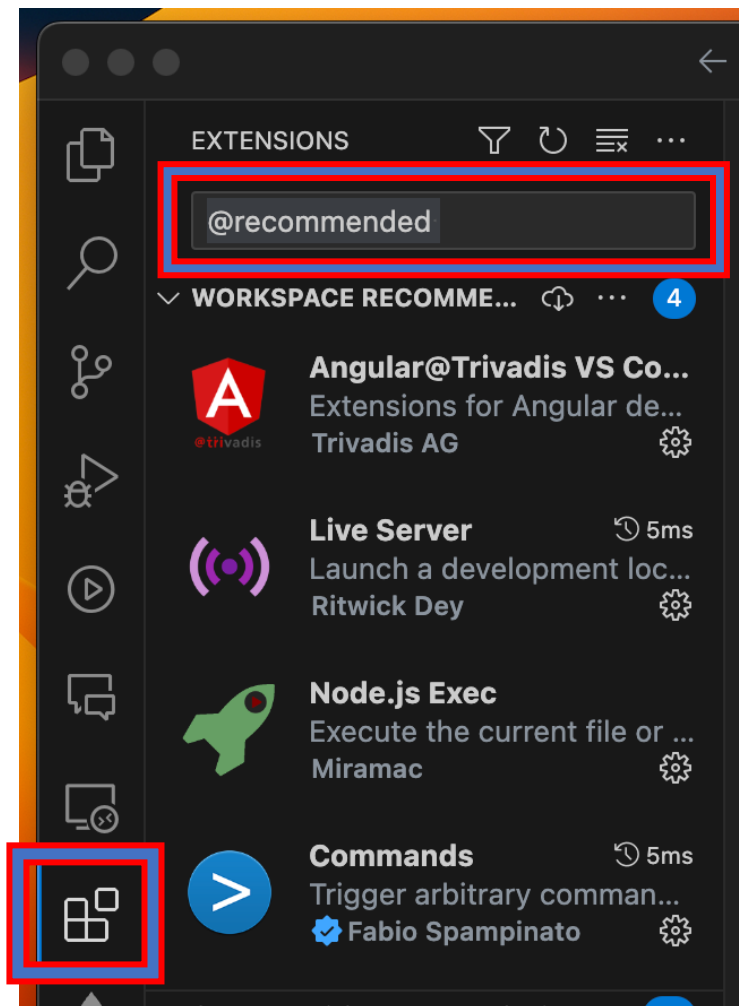 EXTENSIONS
@recommended
WORKSPACE RECOMME... 4
Angular@Trivadis VS Co...
Extensions for Angular de...
@trivadis
Trivadis AG
Live Server 5ms
Launch a development loc...
Ritwick Dey
Node.js Exec
Execute the current file or ...
Miramac
Commands 5ms
Trigger arbitrary comman...
Fabio Spampinato